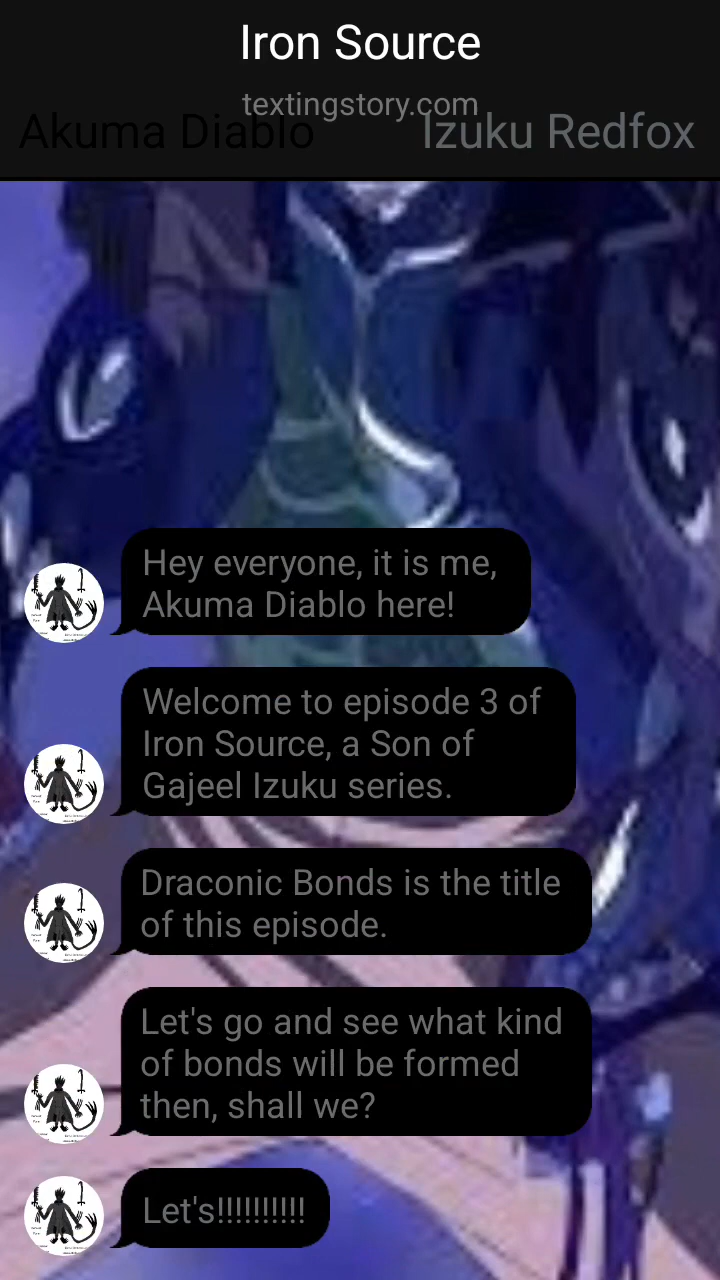 Iron Source
textingstory.com
Akuma Diablo
Izuku Redfox
Hey everyone, it is me,
Akuma Diablo here!
Welcome to episode 3 of
Iron Source, a Son of
Gajeel Izuku series.
Draconic Bonds is the title
of this episode.
Let's go and see what kind
of bonds will be formed
then, shall we?
Let's!!!!!!!!!!